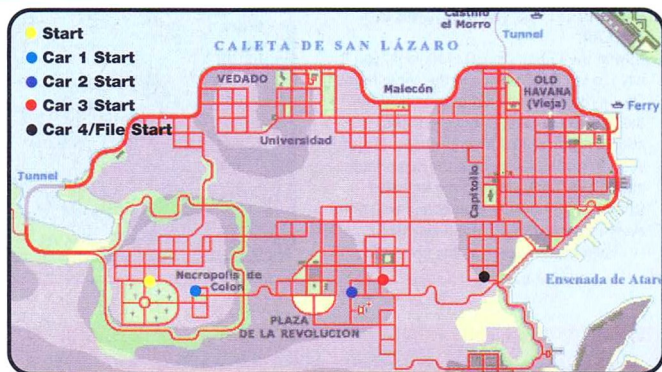 Castillo
el Morro
Tunnel
Start
Car 1 Start
Car 2 Start
Car 3 Start
Car 4/File Start
CALETA DE SAN LÁZARO
VEDADO
Malecón
OLD
HAVANA
(Vieja)
Ferry
Universidad
Tunnel
Capitolio
Necropolis de
Colon
Ensenada de Atare
PLAZA
DE LA REVOLUCION